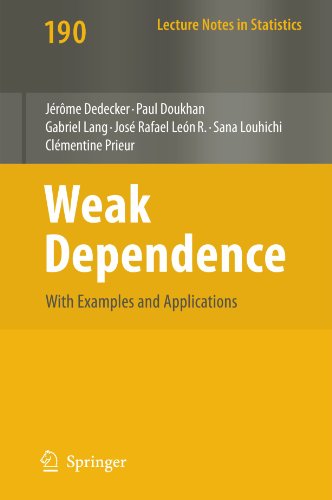 190
Lecture Notes in Statistics
Jérôme Dedecker · Paul Doukhan
Gabriel Lang · José Rafael León R. · Sana Louhichi
Clémentine Prieur
Weak
Dependence
With Examples and Applications
Springer